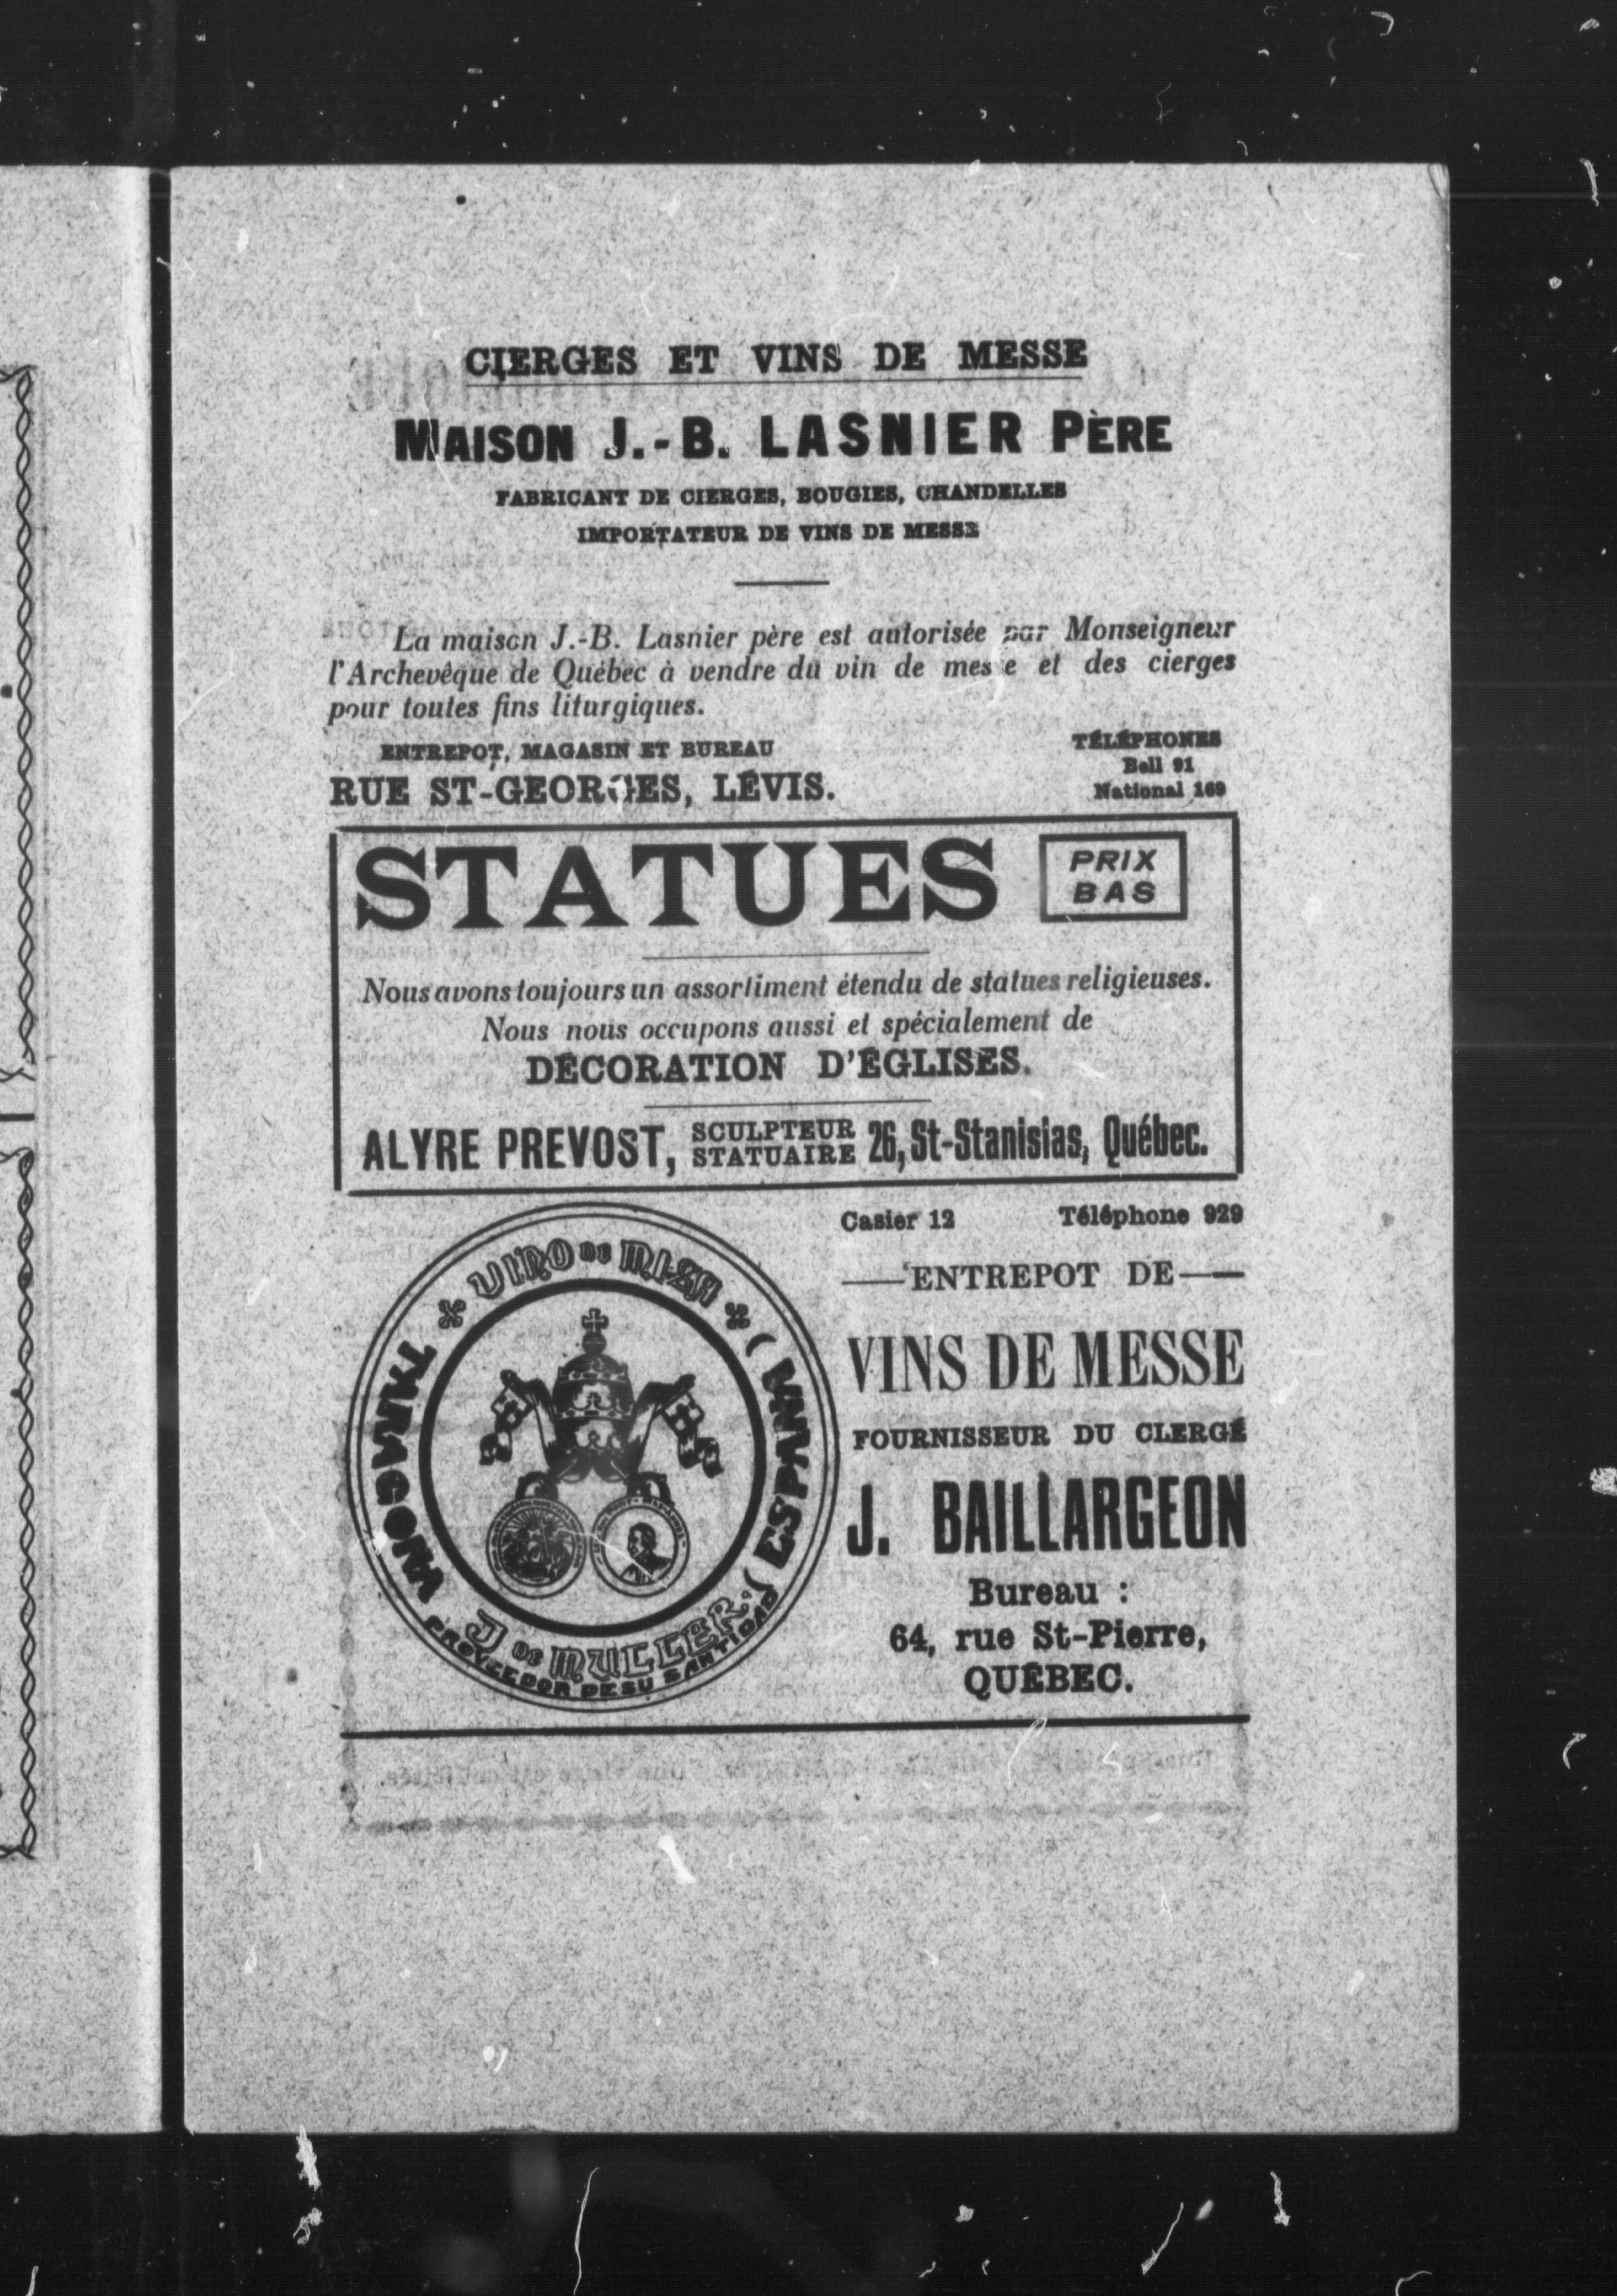 CIERGES ET VINS DE MESSE
MAISON J.-B. LASNIER PÈRE
FABRICANT DE CIERGES, BOUGIES, CHANDELLES
IMPORTATEUR DE VINS DE MESSE
La maison J.-B. Lasnier père est autorisée par Monseigneur
l'Archevêque de Québec à vendre du vin de messe et des cierges
pour toutes fins liturgiques.
ENTREPOT, MAGASIN ET BUREAU
RUE ST-GEORGES, LÉVIS.
TÉLÉPHONES
Bell 91
National 169
STATUES
PRIX
BAS
Nous avons toujours un assortiment étendu de statues religieuses.
Nous nous occupons aussi et spécialement de
DÉCORATION D'ÉGLISES.
ALYRE PREVOST, SCULPTEUR STATUAIRE 26, St-Stanislas, Québec.
VINO DE MISA
TARAGONA
(ESPAÑA)
J DE MULLER
PROVEEDOR DE SU SANTIDAD
Casier 12 Téléphone 929
ENTREPOT DE
VINS DE MESSE
FOURNISSEUR DU CLERGÉ
J. BAILLARGEON
Bureau :
64, rue St-Pierre,
QUÉBEC.